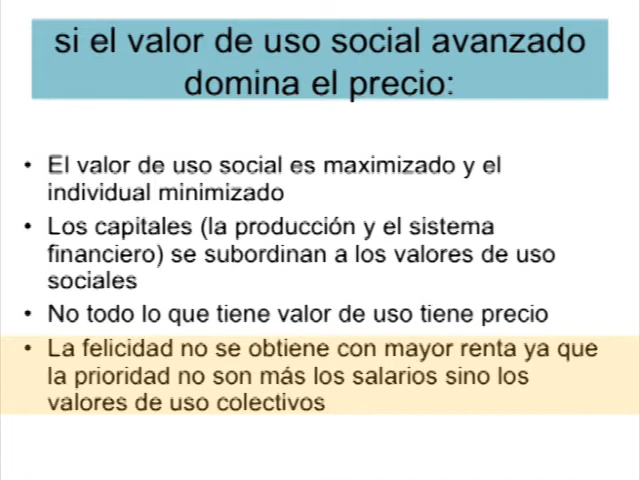 si el valor de uso social avanzado
domina el precio:
• El valor de uso social es maximizado y el
individual minimizado
• Los capitales (la producción y el sistema
financiero) se subordinan a los valores de uso
sociales
• No todo lo que tiene valor de uso tiene precio
• La felicidad no se obtiene con mayor renta ya que
la prioridad no son más los salarios sino los
valores de uso colectivos